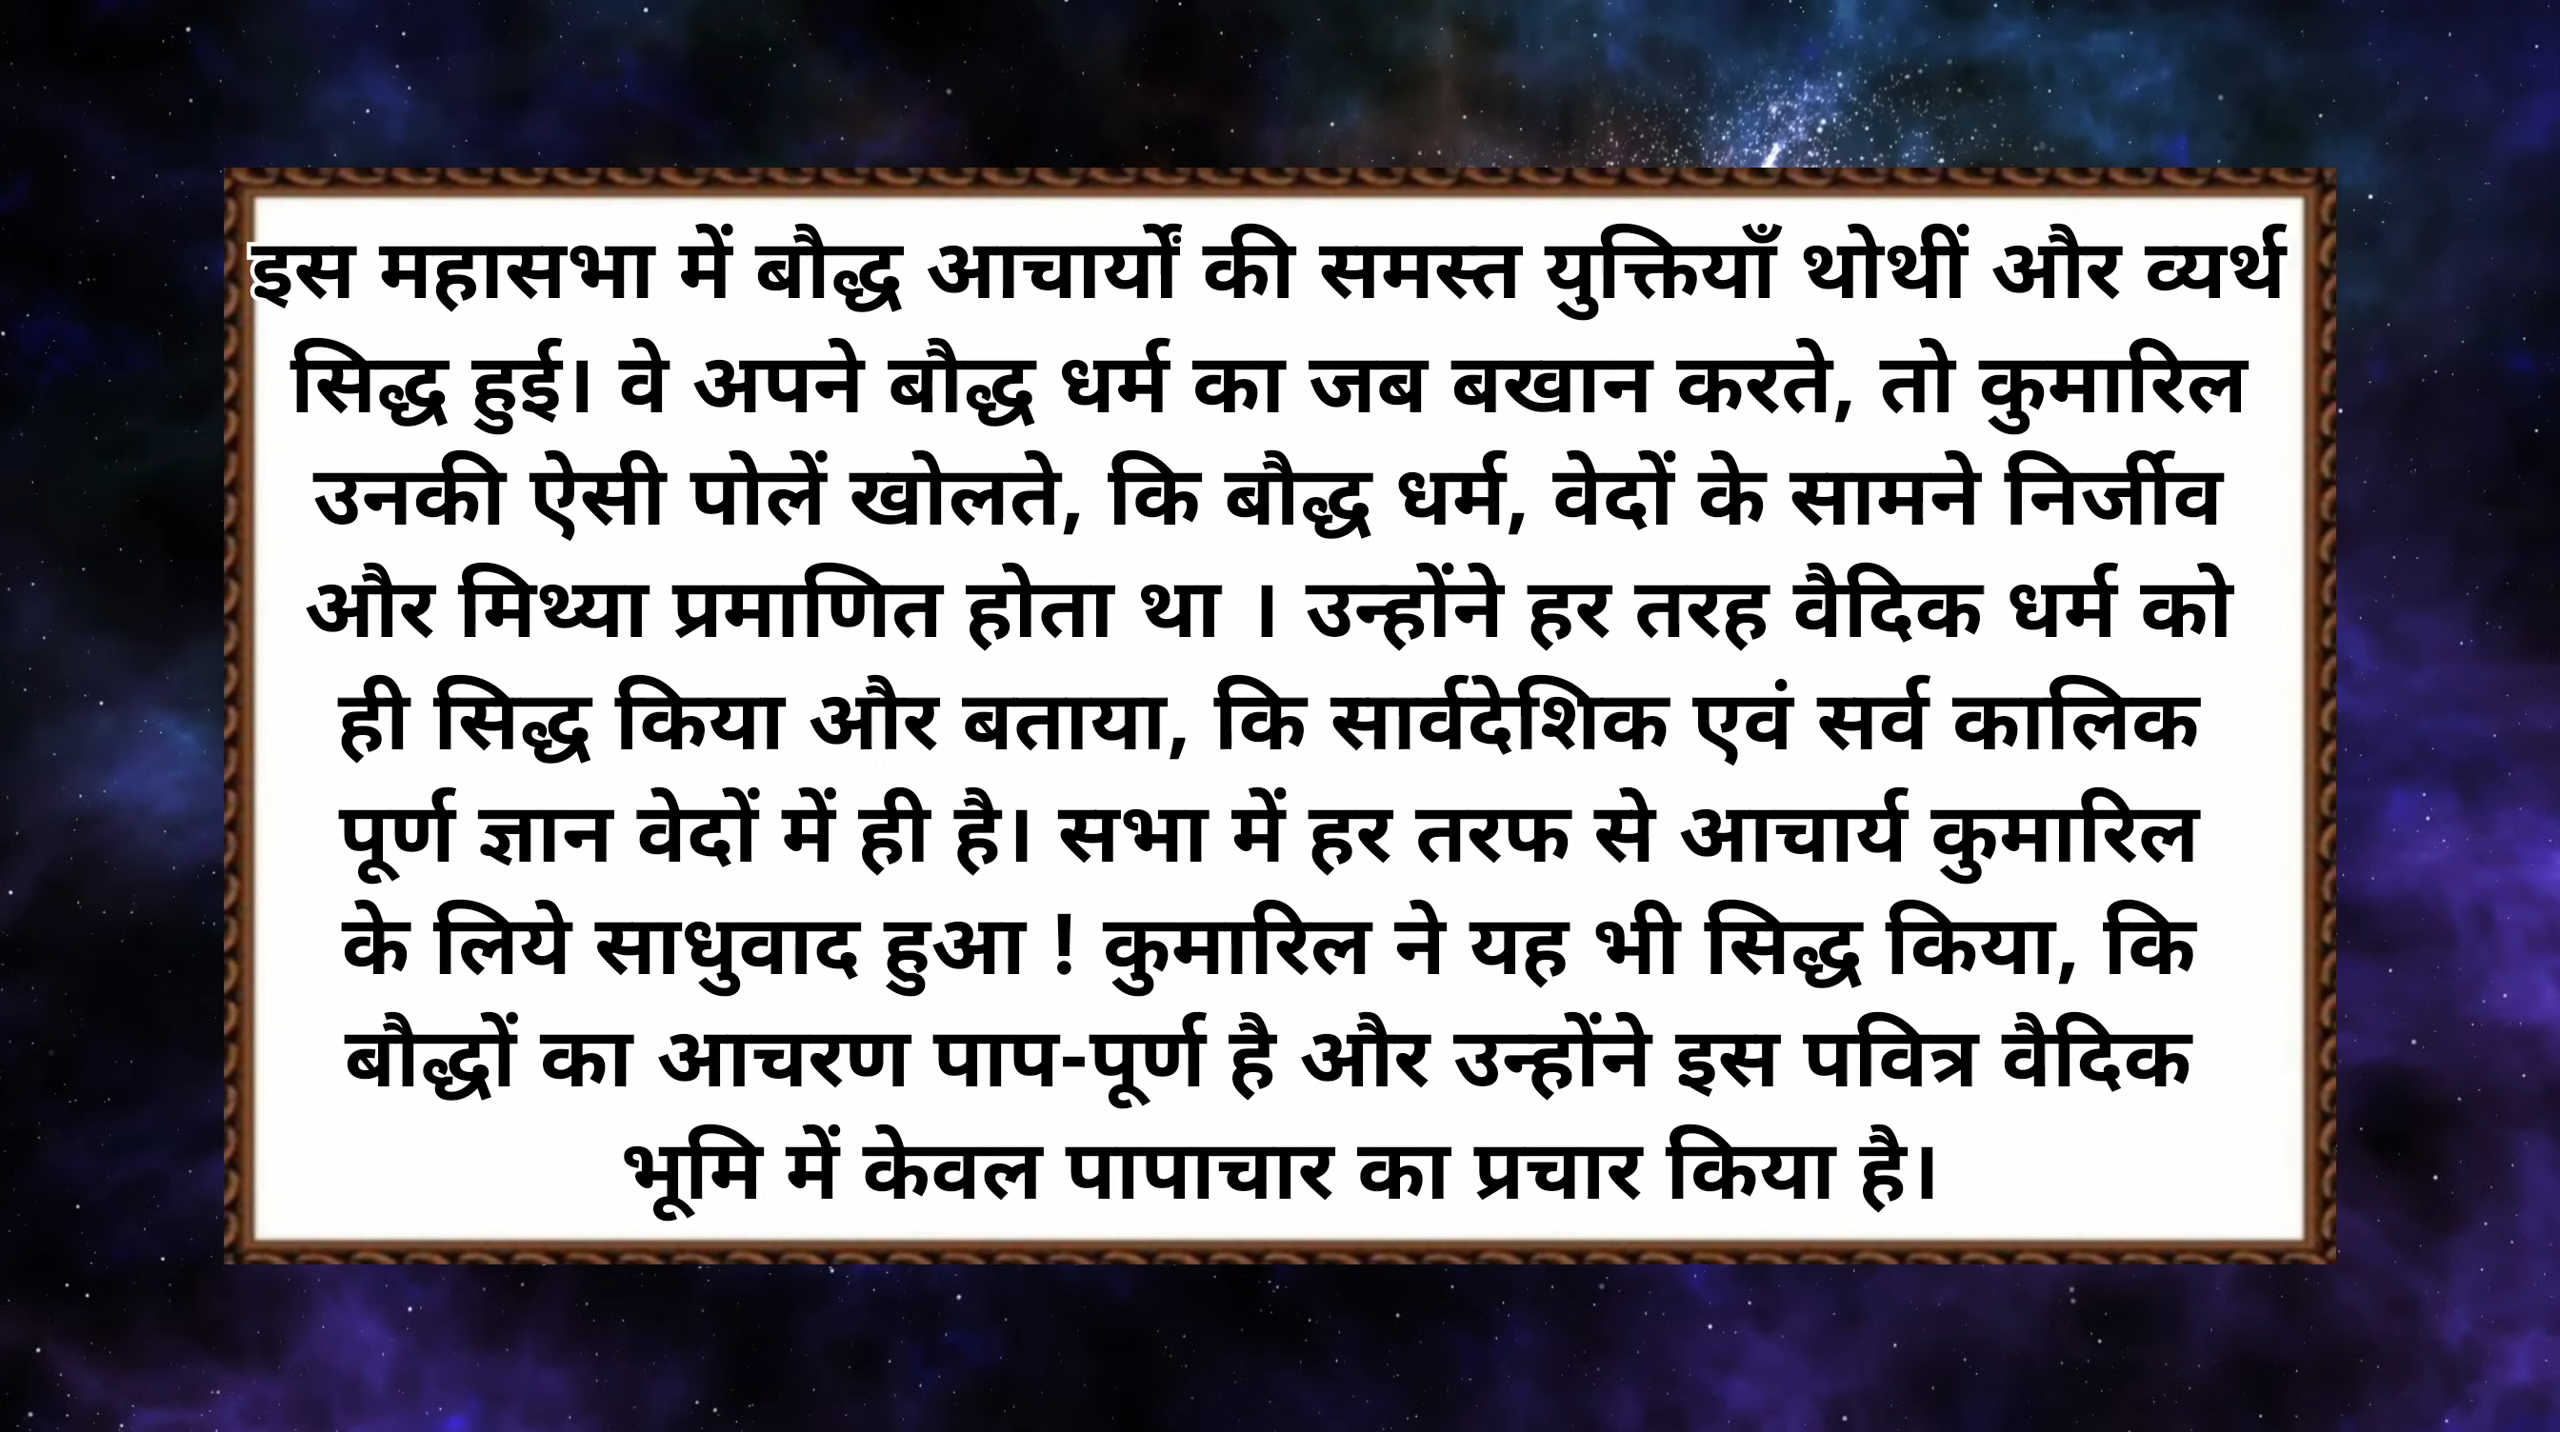 इस महासभा में बौद्ध आचार्यों की समस्त युक्तियाँ थोथीं और व्यर्थ
सिद्ध हुई। वे अपने बौद्ध धर्म का जब बखान करते, तो कुमारिल
उनकी ऐसी पोलें खोलते, कि बौद्ध धर्म, वेदों के सामने निर्जीव
और मिथ्या प्रमाणित होता था । उन्होंने हर तरह वैदिक धर्म को
ही सिद्ध किया और बताया, कि सार्वदेशिक एवं सर्व कालिक
पूर्ण ज्ञान वेदों में ही है। सभा में हर तरफ से आचार्य कुमारिल
के लिये साधुवाद हुआ ! कुमारिल ने यह भी सिद्ध किया, कि
बौद्धों का आचरण पाप-पूर्ण है और उन्होंने इस पवित्र वैदिक
भूमि में केवल पापाचार का प्रचार किया है।